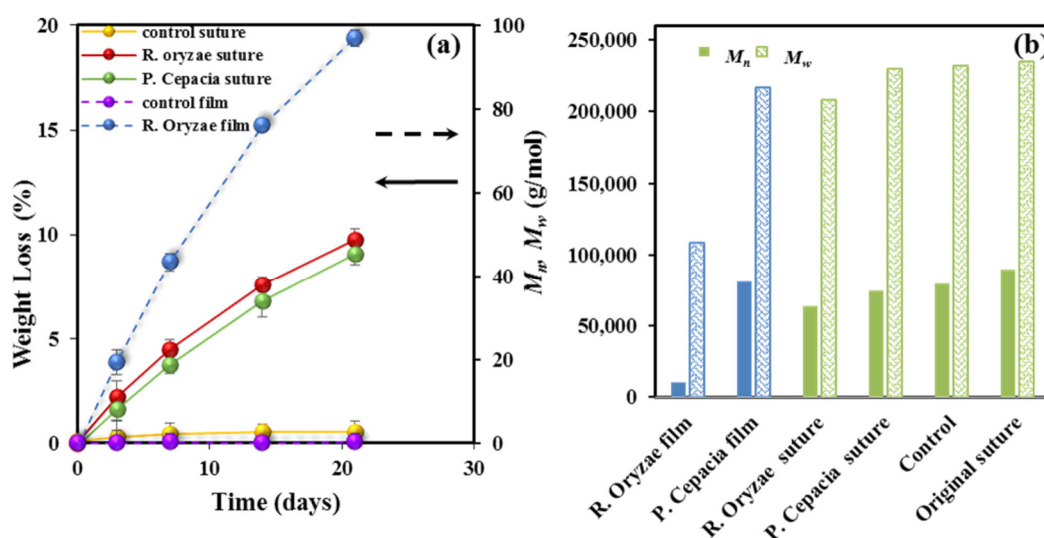 (a)
control suture
R. oryzae suture
P. Cepacia suture
control film
R. Oryzae film
Weight Loss (%)
20
15
10
5
0
0
10
20
30
Time (days)
100
80
60
40
20
0
Mn, Mw (g/mol)
(b)
Mn
Mw
250,000
200,000
150,000
100,000
50,000
0
R. Oryzae film
P. Cepacia film
R. Oryzae suture
P. Cepacia suture
Control
Original suture